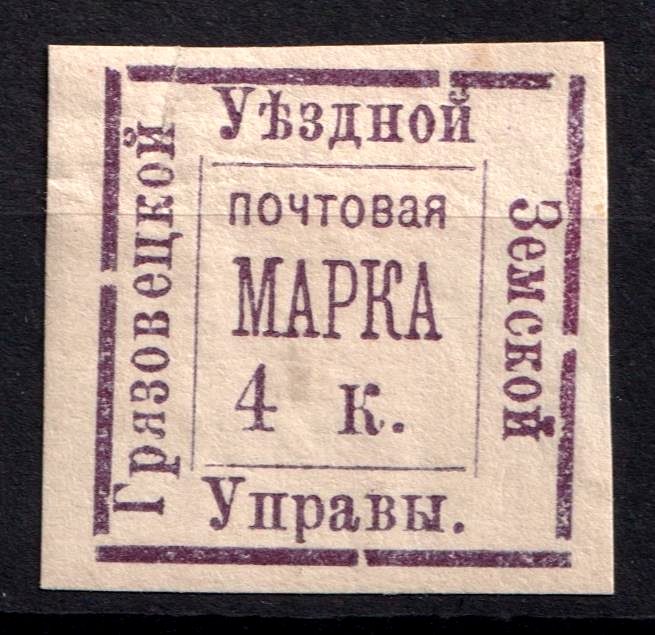 Грязовецкой
Уѣздной
Земской
Управы.
почтовая
МАРКА
4 к.